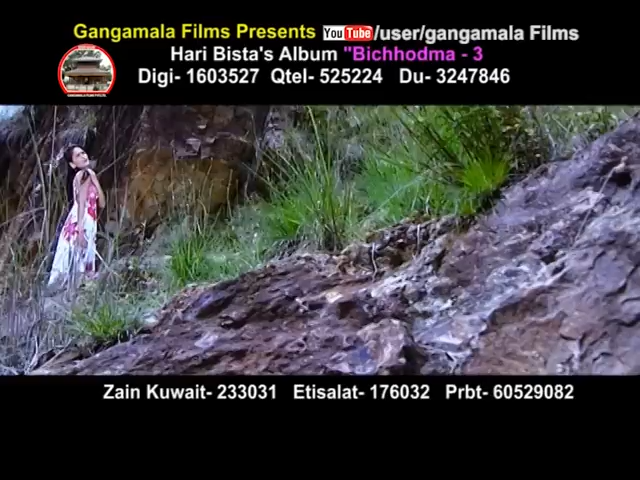 Gangamala Films Presents YouTube/user/gangamala Films
Hari Bista's Album "Bichhodma - 3
Digi- 1603527 Qtel- 525224 Du- 3247846
Zain Kuwait- 233031 Etisalat- 176032 Prbt- 60529082